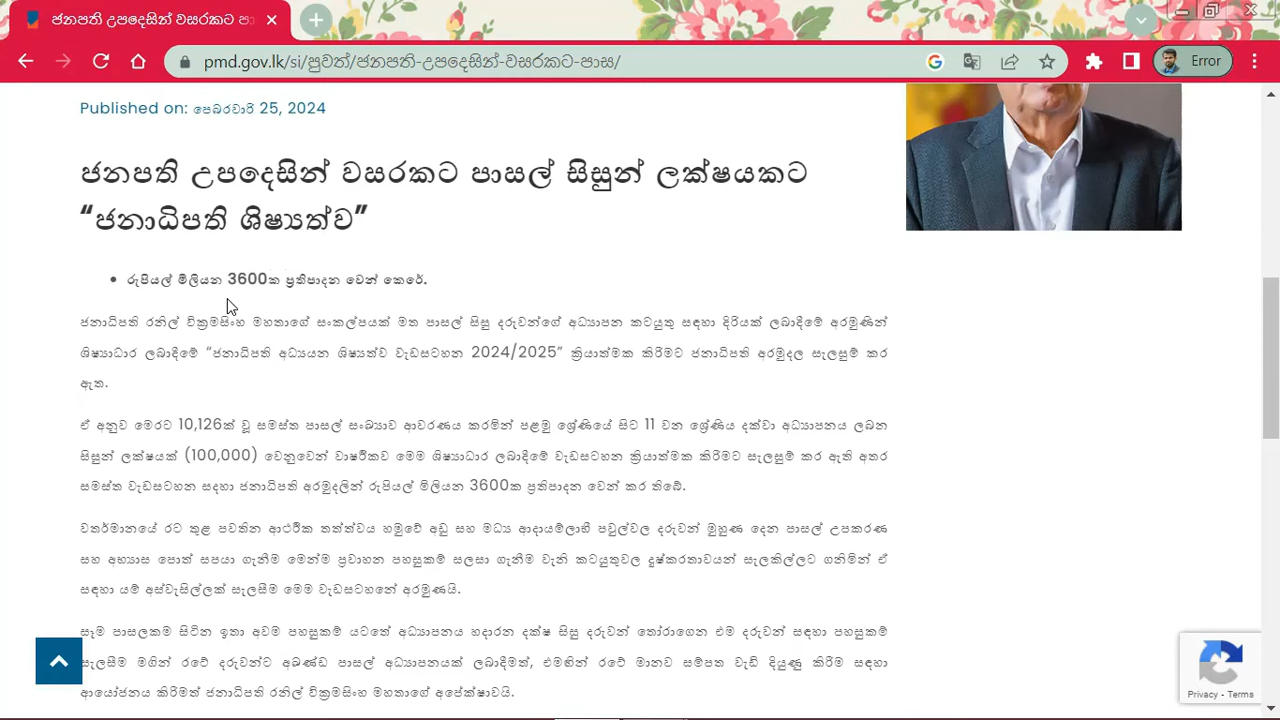 ජනපති උපදෙසින් වසරකට පා
pmd.gov.lk/si/පුවත්/ජනපති-උපදෙසින්-වසරකට-පාස/
Error
Published on: පෙබරවාරි 25, 2024
ජනපති උපදෙසින් වසරකට පාසල් සිසුන් ලක්ෂයකට
“ජනාධිපති ශිෂ්‍යත්ව”
• රුපියල් මිලියන 3600ක ප්‍රතිපාදන වෙන් කෙරේ.
ජනාධිපති රනිල් වික්‍රමසිංහ මහතාගේ සංකල්පයක් මත පාසල් සිසු දරුවන්ගේ අධ්‍යාපන කටයුතු සඳහා දිරියක් ලබාදීමේ අරමුණින්
ශිෂ්‍යාධාර ලබාදීමේ “ජනාධිපති අධ්‍යයන ශිෂ්‍යත්ව වැඩසටහන 2024/2025” ක්‍රියාත්මක කිරීමට ජනාධිපති අරමුදල සැලසුම් කර
ඇත.
ඒ අනුව මෙරට 10,126ක් වූ සමස්ත පාසල් සංඛ්‍යාව ආවරණය කරමින් පළමු ශ්‍රේණියේ සිට 11 වන ශ්‍රේණිය දක්වා අධ්‍යාපනය ලබන
සිසුන් ලක්ෂයක් (100,000) වෙනුවෙන් වාර්ෂිකව මෙම ශිෂ්‍යාධාර ලබාදීමේ වැඩසටහන ක්‍රියාත්මක කිරීමට සැලසුම් කර ඇති අතර
සමස්ත වැඩසටහන සදහා ජනාධිපති අරමුදලින් රුපියල් මිලියන 3600ක ප්‍රතිපාදන වෙන් කර තිබේ.
වර්තමානයේ රට තුළ පවතින ආර්ථික තත්ත්වය හමුවේ අඩු සහ මධ්‍ය ආදායම්ලාභී පවුල්වල දරුවන් මුහුණ දෙන පාසල් උපකරණ
සහ අභ්‍යාස පොත් සපයා ගැනීම මෙන්ම ප්‍රවාහන පහසුකම් සලසා ගැනීම වැනි කටයුතුවල දුෂ්කරතාවයන් සැලකිල්ලට ගනිමින් ඒ
සඳහා යම් අස්වැසිල්ලක් සැලසීම මෙම වැඩසටහනේ අරමුණයි.
සෑම පාසලකම සිටින ඉතා අවම පහසුකම් යටතේ අධ්‍යාපනය හදාරන දක්ෂ සිසු දරුවන් තෝරාගෙන එම දරුවන් සඳහා පහසුකම්
සැලසීම මගින් රටේ දරුවන්ට අඛණ්ඩ පාසල් අධ්‍යාපනයක් ලබාදීමත්, එමඟින් රටේ මානව සම්පත වැඩි දියුණු කිරීම සඳහා
ආයෝජනය කිරීමත් ජනාධිපති රනිල් වික්‍රමසිංහ මහතාගේ අපේක්ෂාවයි.
Privacy - Terms